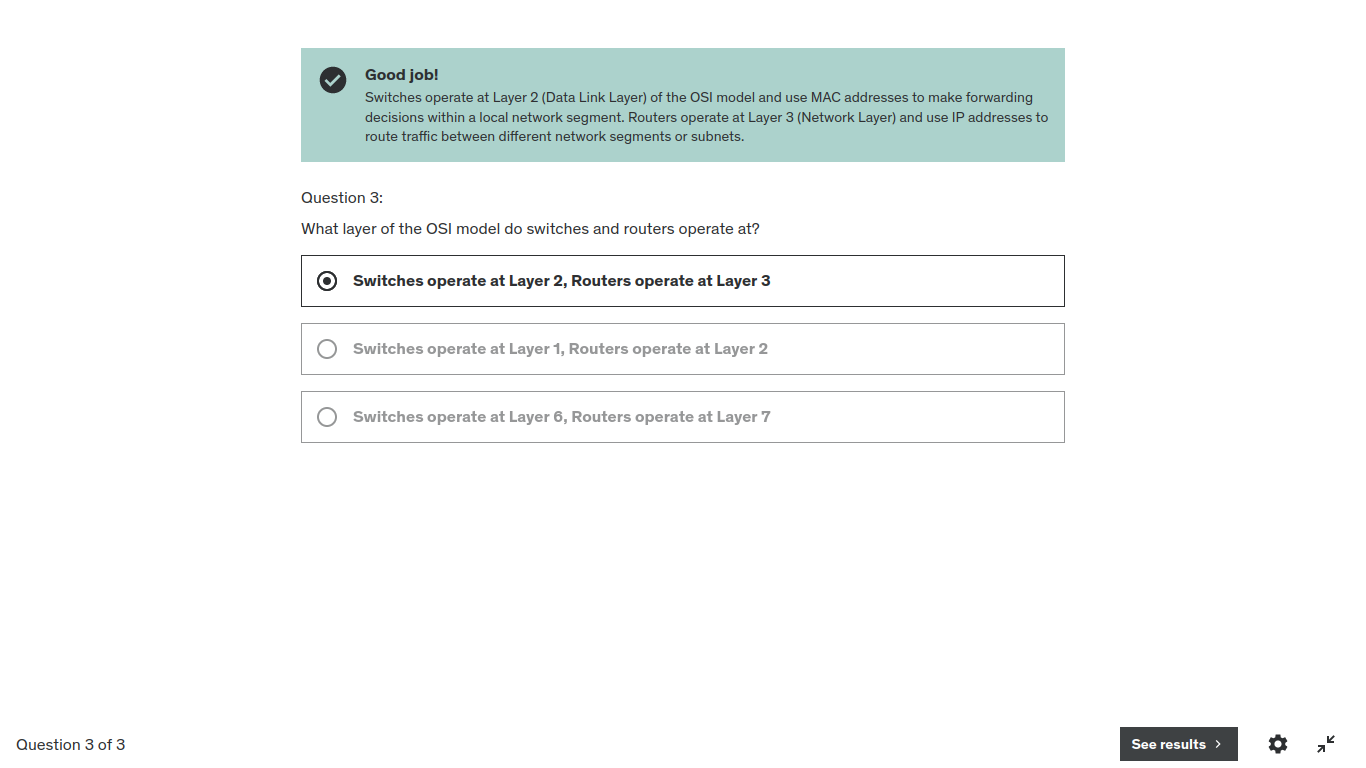 Good job!
Switches operate at Layer 2 (Data Link Layer) of the OSI model and use MAC addresses to make forwarding
decisions within a local network segment. Routers operate at Layer 3 (Network Layer) and use IP addresses to
route traffic between different network segments or subnets.
Question 3:
What layer of the OSI model do switches and routers operate at?
Switches operate at Layer 2, Routers operate at Layer 3
Switches operate at Layer 1, Routers operate at Layer 2
Switches operate at Layer 6, Routers operate at Layer 7
Question 3 of 3
See results